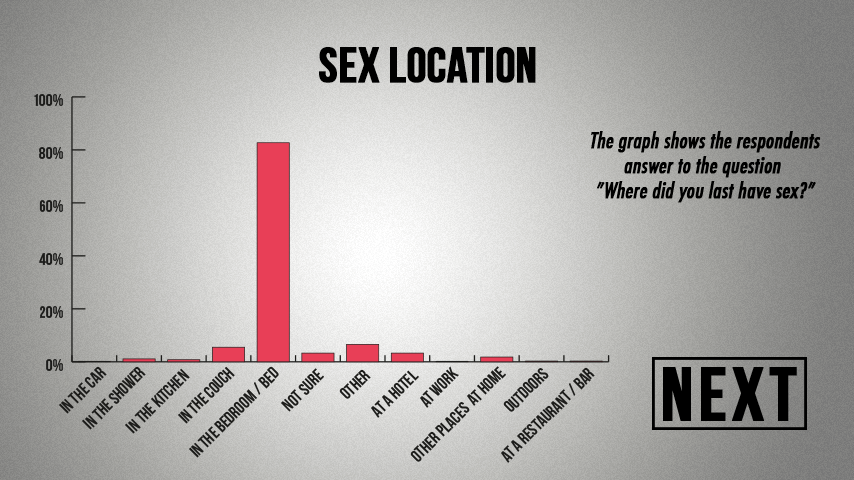 SEX LOCATION
100%
80%
60%
40%
20%
0%
The graph shows the respondents
answer to the question
"Where did you last have sex?"
IN THE CAR
IN THE SHOWER
IN THE KITCHEN
IN THE COUCH
IN THE BEDROOM / BED
NOT SURE
OTHER
AT A HOTEL
AT WORK
OTHER PLACES AT HOME
OUTDOORS
AT A RESTAURANT / BAR
NEXT